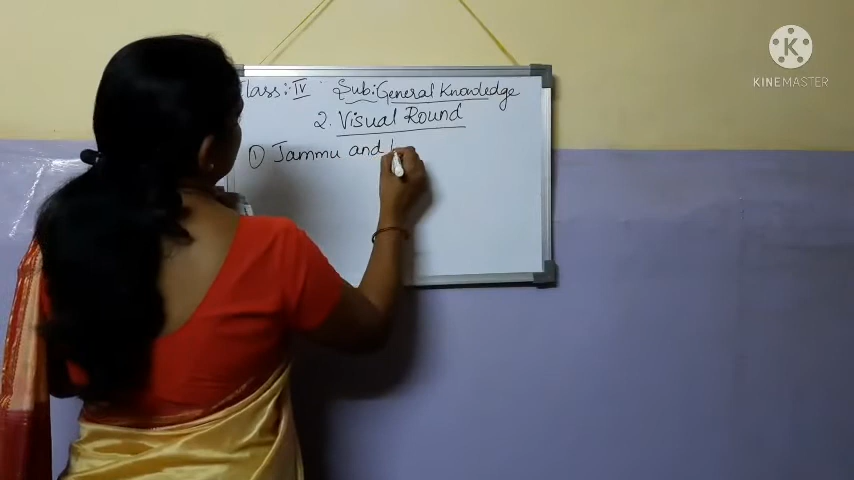 Class: IV Sub: General Knowledge
2. Visual Round
① Jammu and
K
KINEMASTER